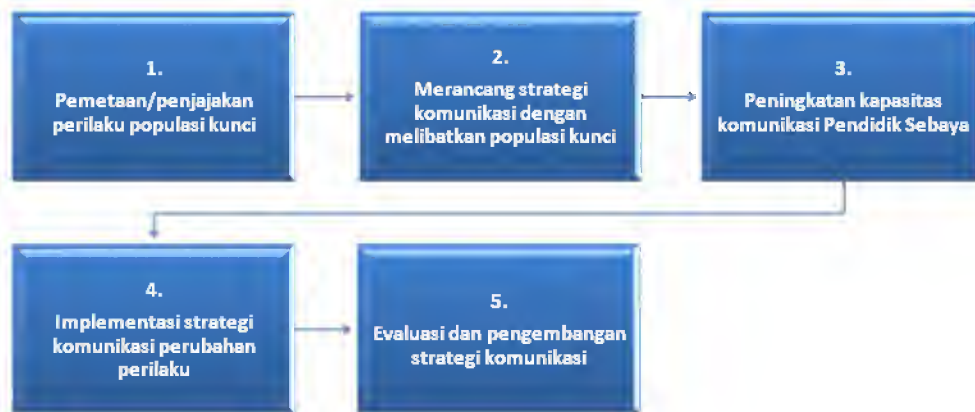 1.
Pemetaan/penjajakan
perilaku populasi kunci
2.
Merancang strategi
komunikasi dengan
melibatkan populasi kunci
3.
Peningkatan kapasitas
komunikasi Pendidik Sebaya
4.
Implementasi strategi
komunikasi perubahan
perilaku
5.
Evaluasi dan pengembangan
strategi komunikasi